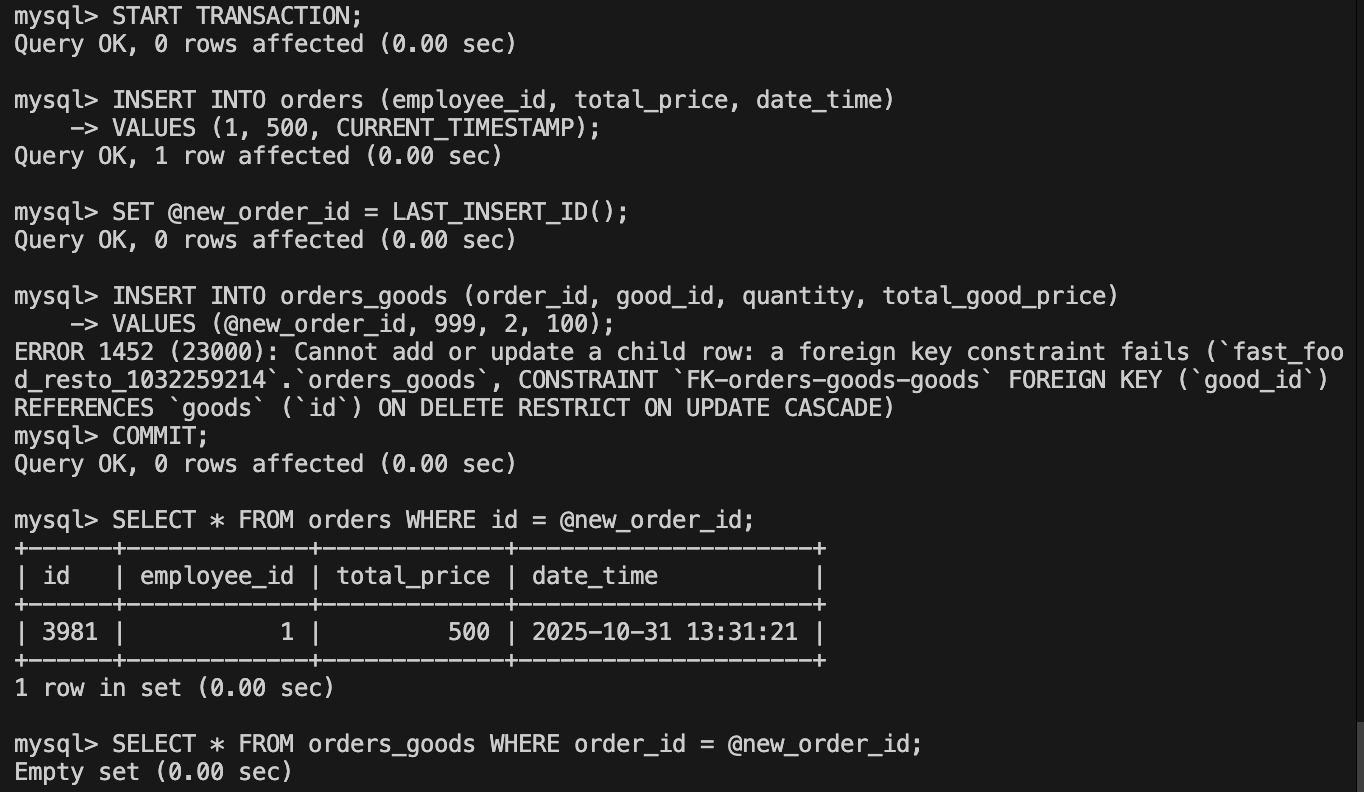 mysql> START TRANSACTION;
Query OK, 0 rows affected (0.00 sec)

mysql> INSERT INTO orders (employee_id, total_price, date_time)
    -> VALUES (1, 500, CURRENT_TIMESTAMP);
Query OK, 1 row affected (0.00 sec)

mysql> SET @new_order_id = LAST_INSERT_ID();
Query OK, 0 rows affected (0.00 sec)

mysql> INSERT INTO orders_goods (order_id, good_id, quantity, total_good_price)
    -> VALUES (@new_order_id, 999, 2, 100);
ERROR 1452 (23000): Cannot add or update a child row: a foreign key constraint fails (`fast_foo
d_resto_1032259214`.`orders_goods`, CONSTRAINT `FK-orders-goods-goods` FOREIGN KEY (`good_id`)
REFERENCES `goods` (`id`) ON DELETE RESTRICT ON UPDATE CASCADE)
mysql> COMMIT;
Query OK, 0 rows affected (0.00 sec)

mysql> SELECT * FROM orders WHERE id = @new_order_id;
+------+-------------+-------------+---------------------+
| id   | employee_id | total_price | date_time           |
+------+-------------+-------------+---------------------+
| 3981 |           1 |         500 | 2025-10-31 13:31:21 |
+------+-------------+-------------+---------------------+
1 row in set (0.00 sec)

mysql> SELECT * FROM orders_goods WHERE order_id = @new_order_id;
Empty set (0.00 sec)